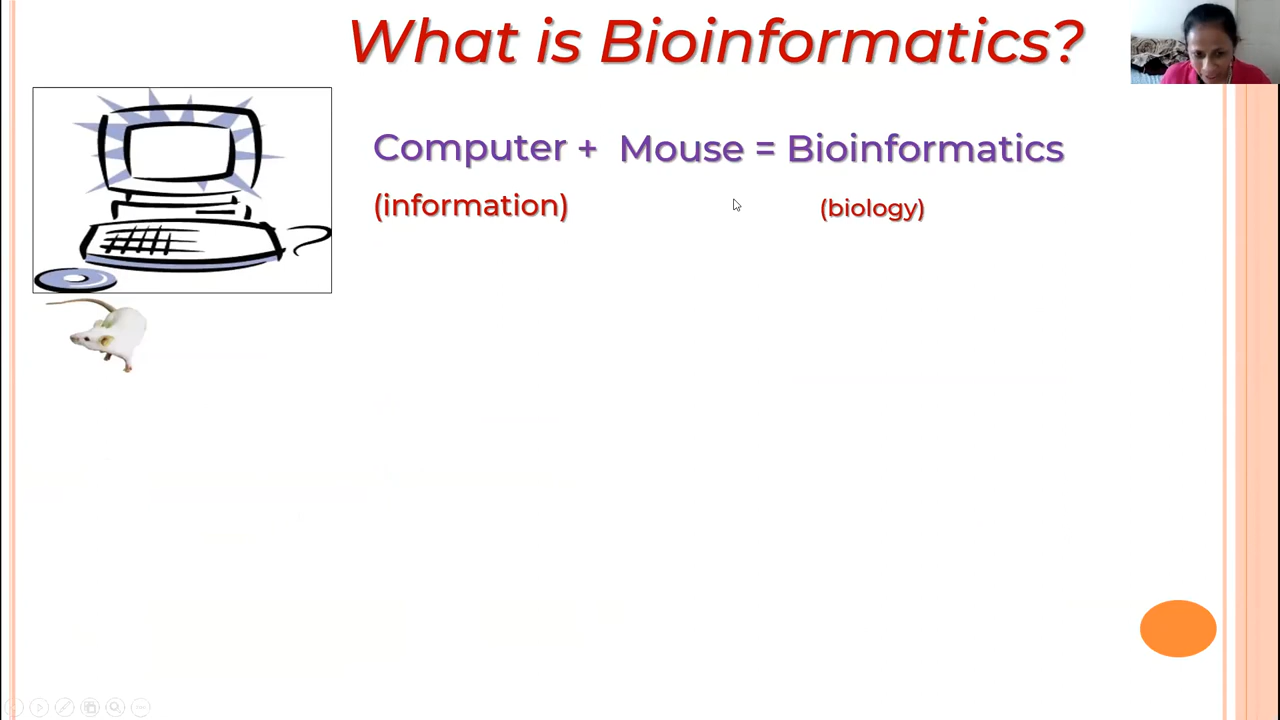 What is Bioinformatics?
Computer + Mouse = Bioinformatics
(information) (biology)